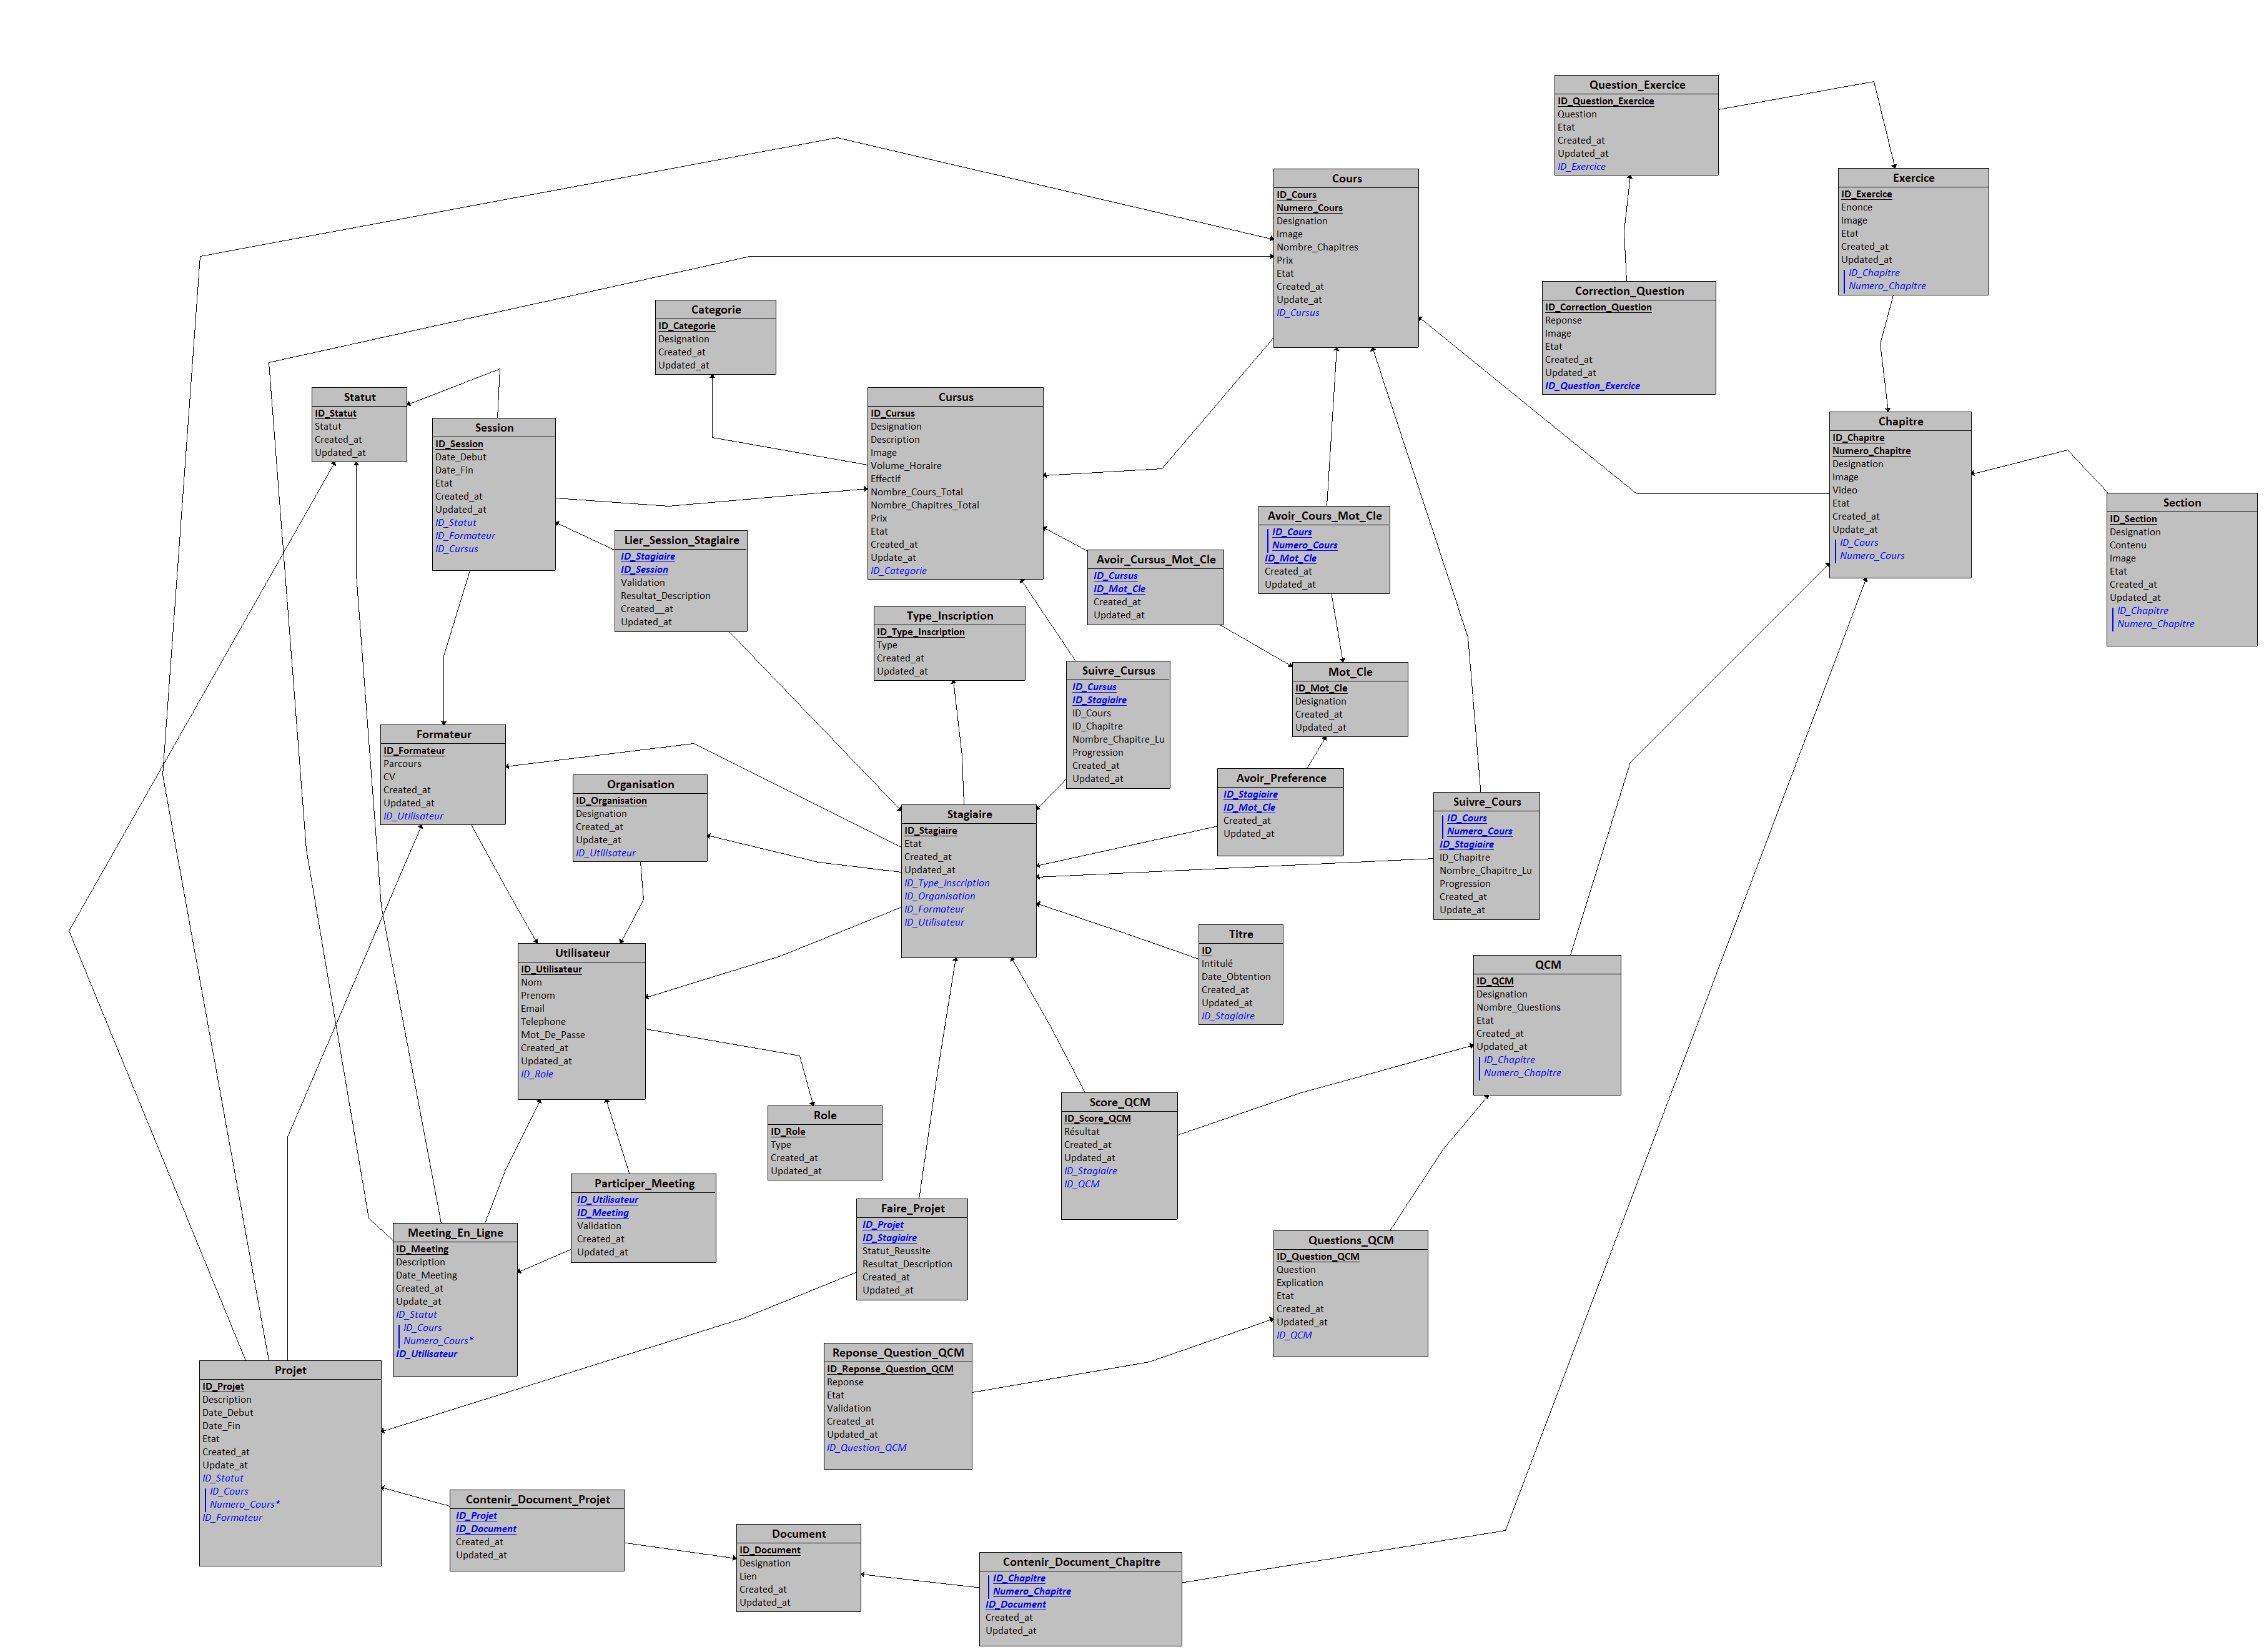 Question_Exercice
ID_Question_Exercice
Question
Etat
Created_at
Updated_at
ID_Exercice
Exercice
ID_Exercice
Enonce
Image
Etat
Created_at
Updated_at
ID_Chapitre
Numero_Chapitre
Cours
ID_Cours
Numero_Cours
Designation
Image
Nombre_Chapitres
Prix
Etat
Created_at
Update_at
ID_Cursus
Correction_Question
ID_Correction_Question
Reponse
Image
Etat
Created_at
Updated_at
ID_Question_Exercice
Categorie
ID_Categorie
Designation
Created_at
Updated_at
Statut
ID_Statut
Statut
Created_at
Updated_at
Session
ID_Session
Date_Debut
Date_Fin
Etat
Created_at
Updated_at
ID_Statut
ID_Formateur
ID_Cursus
Cursus
ID_Cursus
Designation
Description
Image
Volume_Horaire
Effectif
Nombre_Cours_Total
Nombre_Chapitres_Total
Prix
Etat
Created_at
Update_at
ID_Categorie
Chapitre
ID_Chapitre
Numero_Chapitre
Designation
Image
Video
Etat
Created_at
Update_at
ID_Cours
Numero_Cours
Section
ID_Section
Designation
Contenu
Image
Etat
Created_at
Updated_at
ID_Chapitre
Numero_Chapitre
Lier_Session_Stagiaire
ID_Stagiaire
ID_Session
Validation
Resultat_Description
Created__at
Updated_at
Avoir_Cours_Mot_Cle
ID_Cours
Numero_Cours
ID_Mot_Cle
Created_at
Updated_at
Avoir_Cursus_Mot_Cle
ID_Cursus
ID_Mot_Cle
Created_at
Updated_at
Type_Inscription
ID_Type_Inscription
Type
Created_at
Updated_at
Suivre_Cursus
ID_Cursus
ID_Stagiaire
ID_Cours
ID_Chapitre
Nombre_Chapitre_Lu
Progression
Created_at
Updated_at
Mot_Cle
ID_Mot_Cle
Designation
Created_at
Updated_at
Formateur
ID_Formateur
Parcours
CV
Created_at
Updated_at
ID_Utilisateur
Organisation
ID_Organisation
Designation
Created_at
Update_at
ID_Utilisateur
Avoir_Preference
ID_Stagiaire
ID_Mot_Cle
Created_at
Updated_at
Suivre_Cours
ID_Cours
Numero_Cours
ID_Stagiaire
ID_Chapitre
Nombre_Chapitre_Lu
Progression
Created_at
Update_at
Stagiaire
ID_Stagiaire
Etat
Created_at
Updated_at
ID_Type_Inscription
ID_Organisation
ID_Formateur
ID_Utilisateur
Titre
ID
Intitulé
Date_Obtention
Created_at
Updated_at
ID_Stagiaire
Utilisateur
ID_Utilisateur
Nom
Prenom
Email
Telephone
Mot_De_Passe
Created_at
Updated_at
ID_Role
QCM
ID_QCM
Designation
Nombre_Questions
Etat
Created_at
Updated_at
ID_Chapitre
Numero_Chapitre
Score_QCM
ID_Score_QCM
Résultat
Created_at
Updated_at
ID_Stagiaire
ID_QCM
Role
ID_Role
Type
Created_at
Updated_at
Participer_Meeting
ID_Utilisateur
ID_Meeting
Validation
Created_at
Updated_at
Faire_Projet
ID_Projet
ID_Stagiaire
Statut_Reussite
Resultat_Description
Created_at
Updated_at
Meeting_En_Ligne
ID_Meeting
Description
Date_Meeting
Created_at
Update_at
ID_Statut
ID_Cours
Numero_Cours*
ID_Utilisateur
Questions_QCM
ID_Question_QCM
Question
Explication
Etat
Created_at
Updated_at
ID_QCM
Reponse_Question_QCM
ID_Reponse_Question_QCM
Reponse
Etat
Validation
Created_at
Updated_at
ID_Question_QCM
Projet
ID_Projet
Description
Date_Debut
Date_Fin
Etat
Created_at
Update_at
ID_Statut
ID_Cours
Numero_Cours*
ID_Formateur
Contenir_Document_Projet
ID_Projet
ID_Document
Created_at
Updated_at
Document
ID_Document
Designation
Lien
Created_at
Updated_at
Contenir_Document_Chapitre
ID_Chapitre
Numero_Chapitre
ID_Document
Created_at
Updated_at